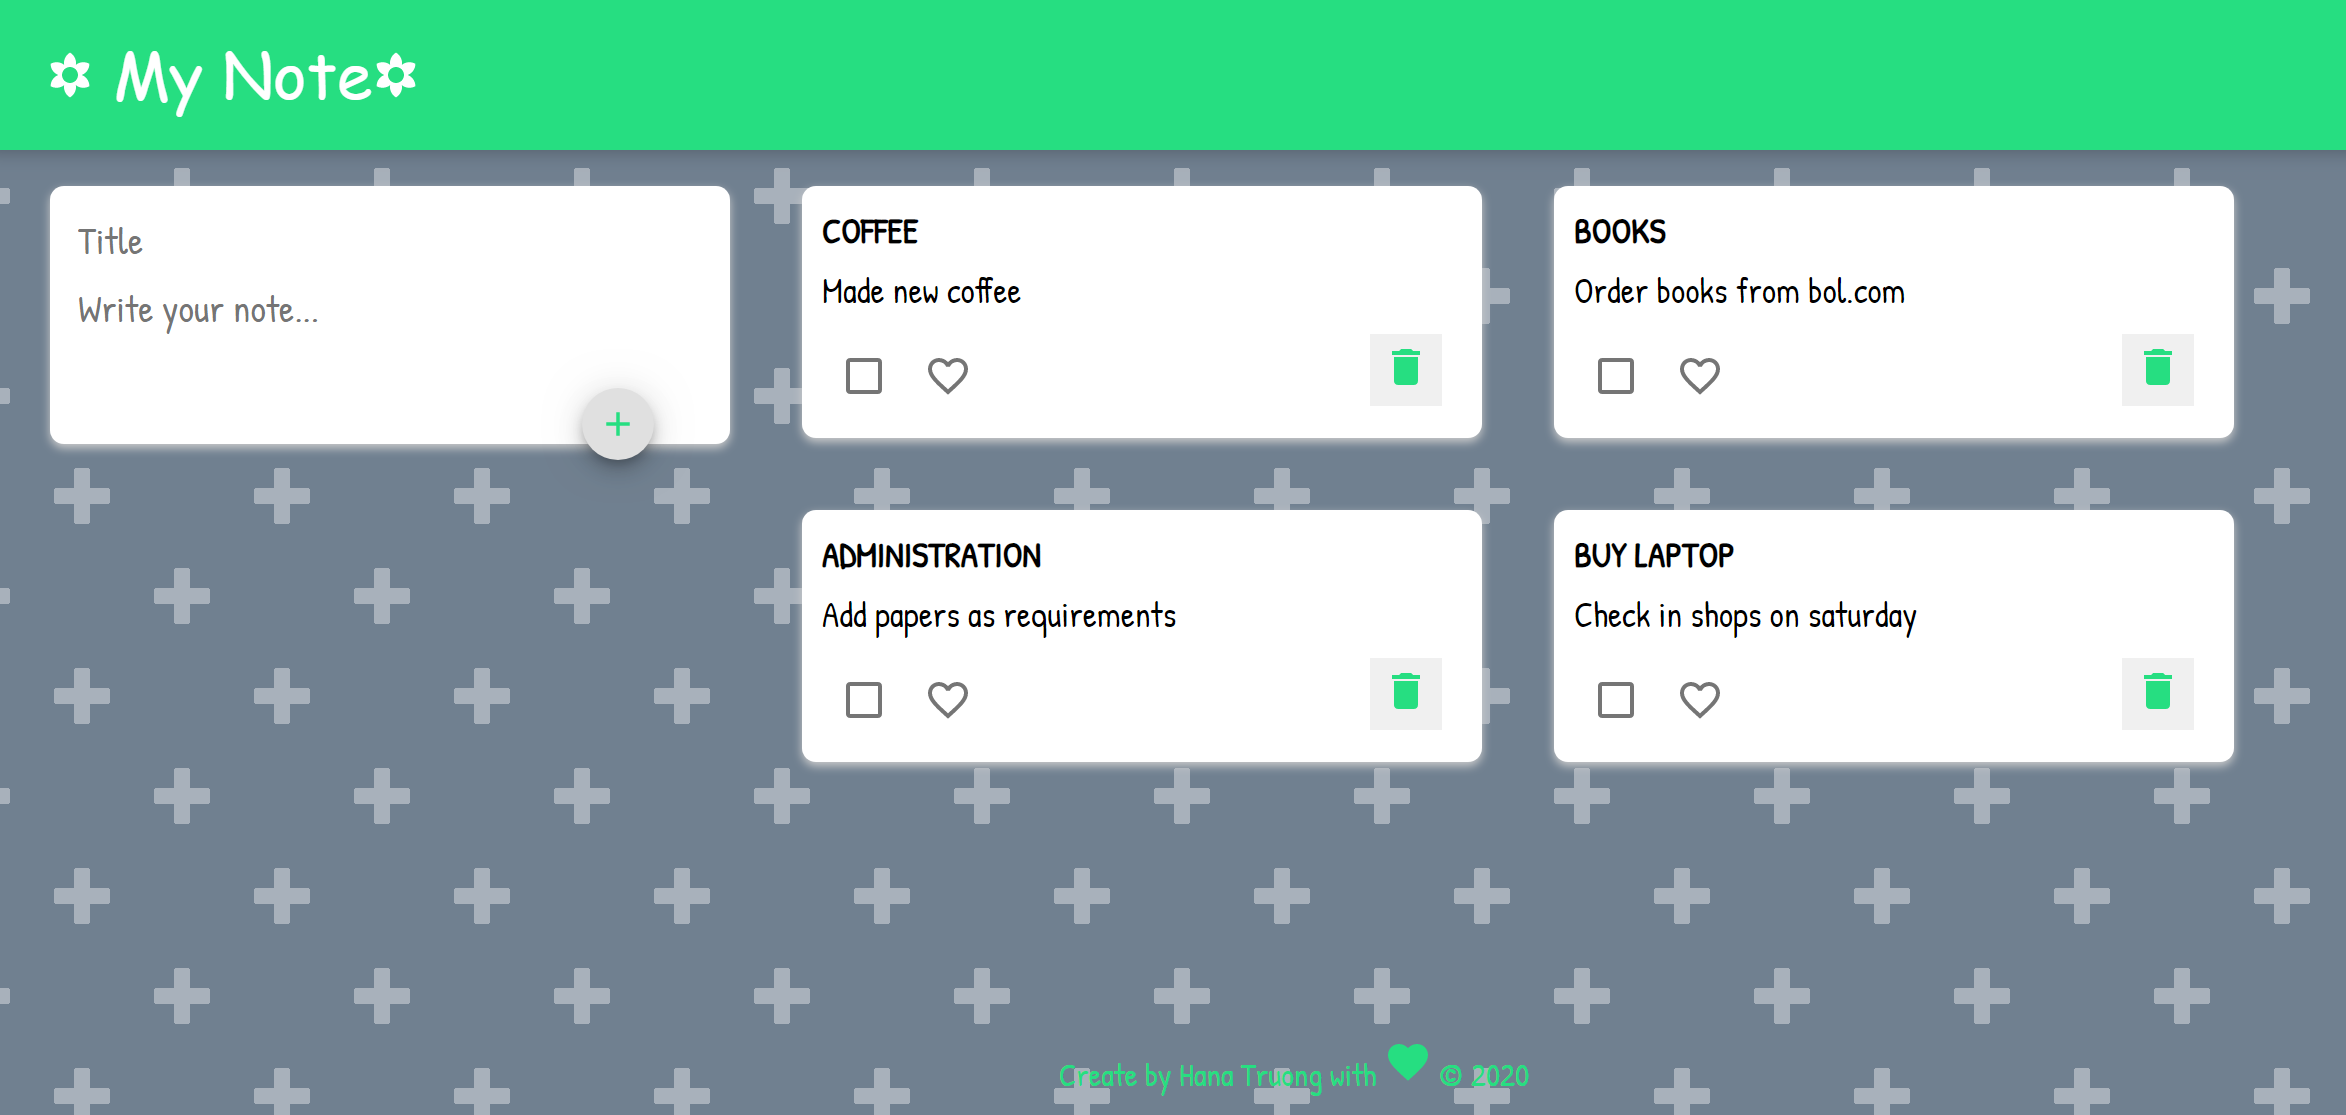 My Note
Title
Write your note...
COFFEE
Made new coffee
BOOKS
Order books from bol.com
ADMINISTRATION
Add papers as requirements
BUY LAPTOP
Check in shops on saturday
Create by Hana Truong with © 2020